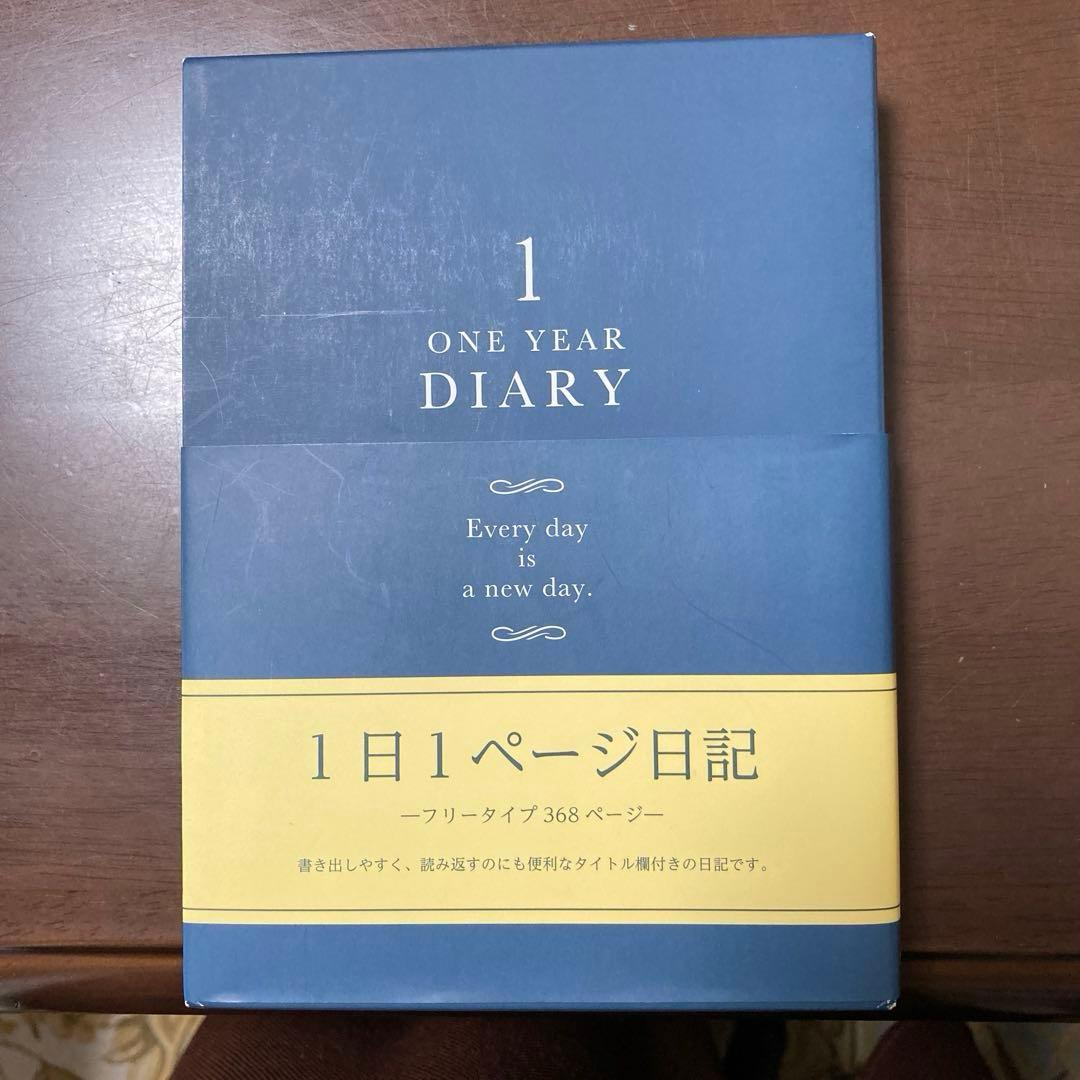 1
ONE YEAR
DIARY
Every day
is
a new day.
1日1ページ日記
―フリータイプ 368 ページ―
書き出しやすく、読み返すのにも便利なタイトル欄付きの日記です。